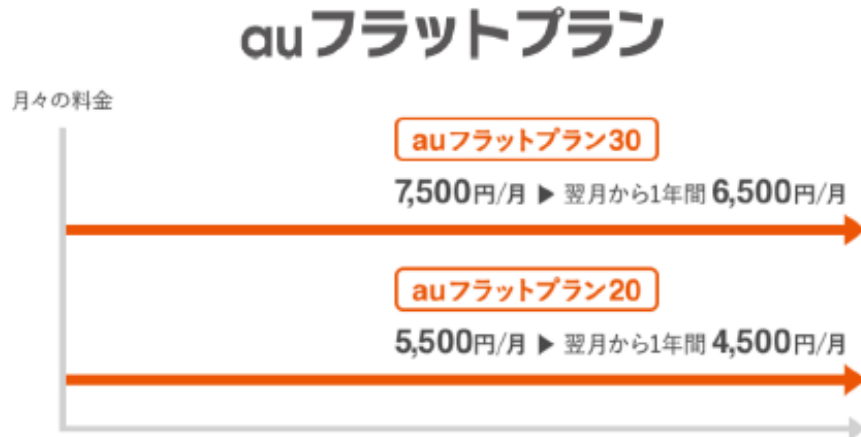 auフラットプラン
月々の料金
auフラットプラン30
7,500円/月 ▶ 翌月から1年間 6,500円/月
auフラットプラン20
5,500円/月 ▶ 翌月から1年間 4,500円/月